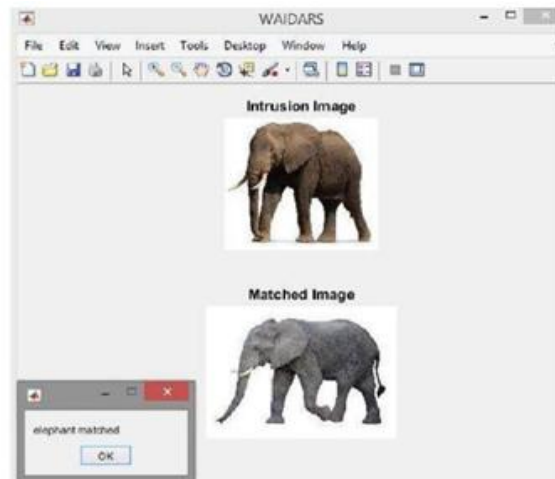 WAIDARS
File Edit View Insert Tools Desktop Window Help
Intrusion Image
Matched Image
elephant matched
OK